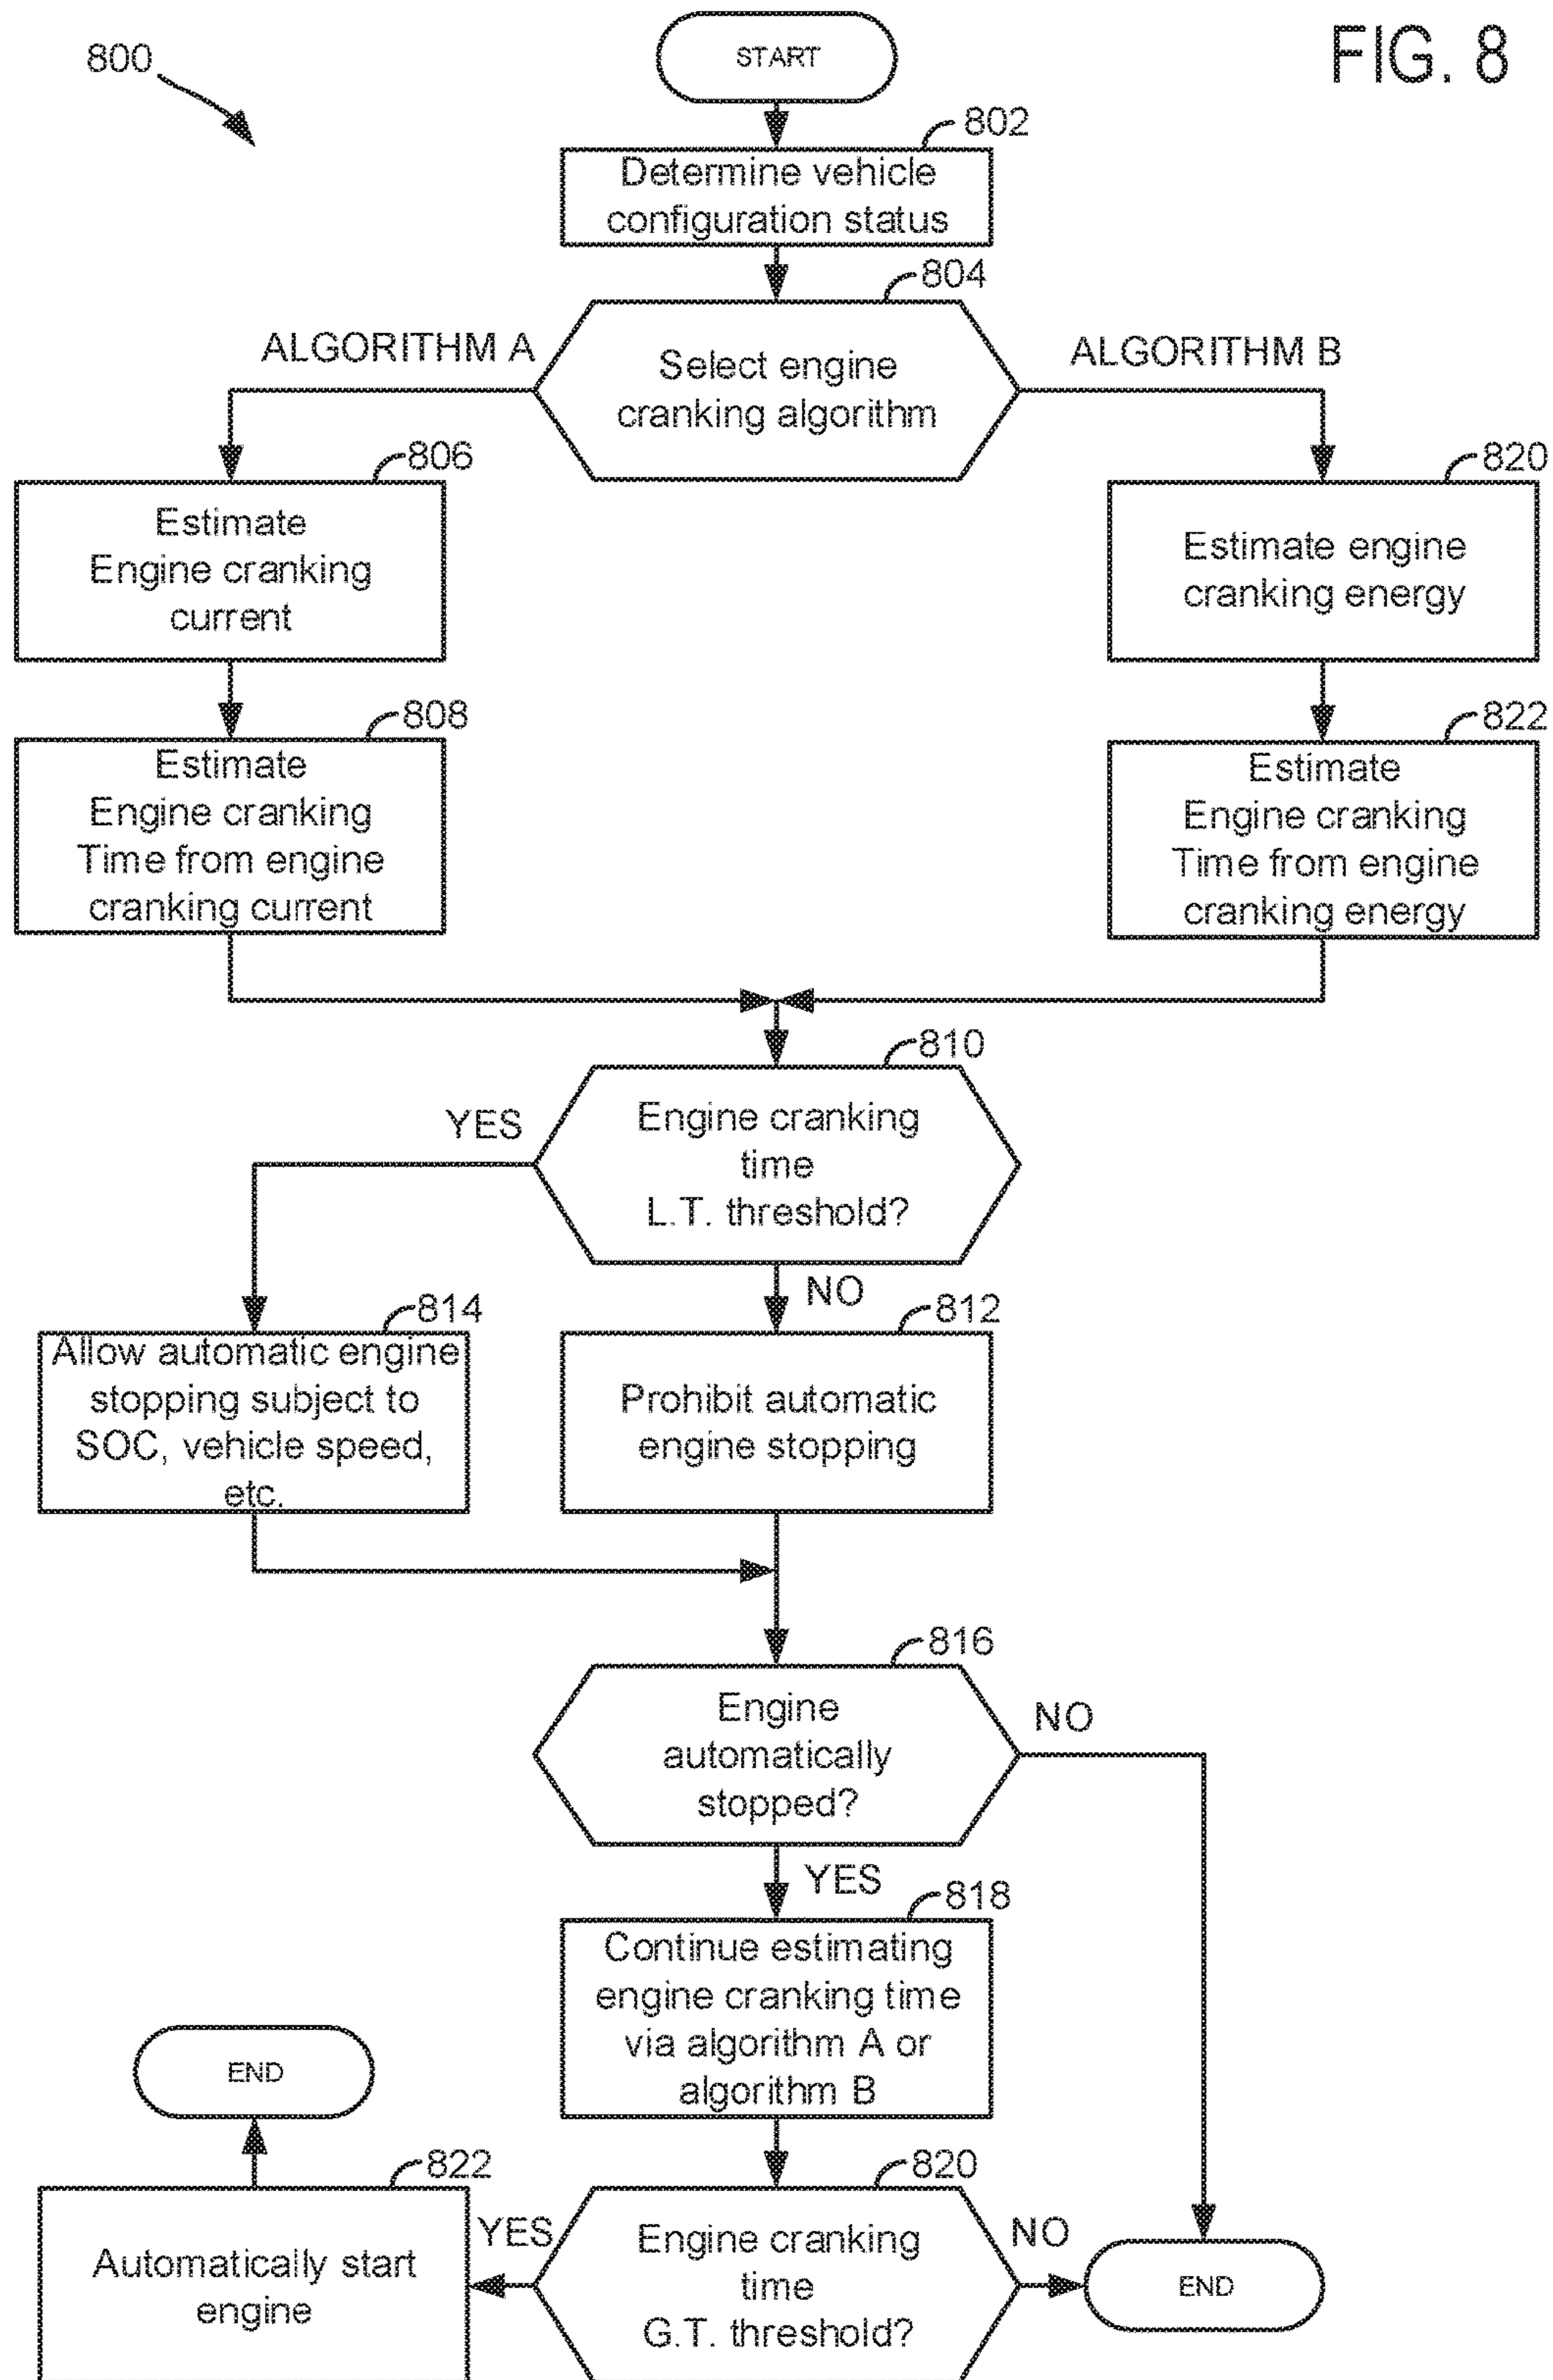 800
START
FIG. 8
802
Determine vehicle
configuration status
804
ALGORITHM A
Select engine
cranking algorithm
ALGORITHM B
806
Estimate
Engine cranking
current
820
Estimate engine
cranking energy
808
Estimate
Engine cranking
Time from engine
cranking current
822
Estimate
Engine cranking
Time from engine
cranking energy
810
YES
Engine cranking
time
L.T. threshold?
NO
814
Allow automatic engine
stopping subject to
SOC, vehicle speed,
etc.
812
Prohibit automatic
engine stopping
816
Engine
automatically
stopped?
NO
YES
818
Continue estimating
engine cranking time
via algorithm A or
algorithm B
END
822
Automatically start
engine
YES
820
Engine cranking
time
G.T. threshold?
NO
END